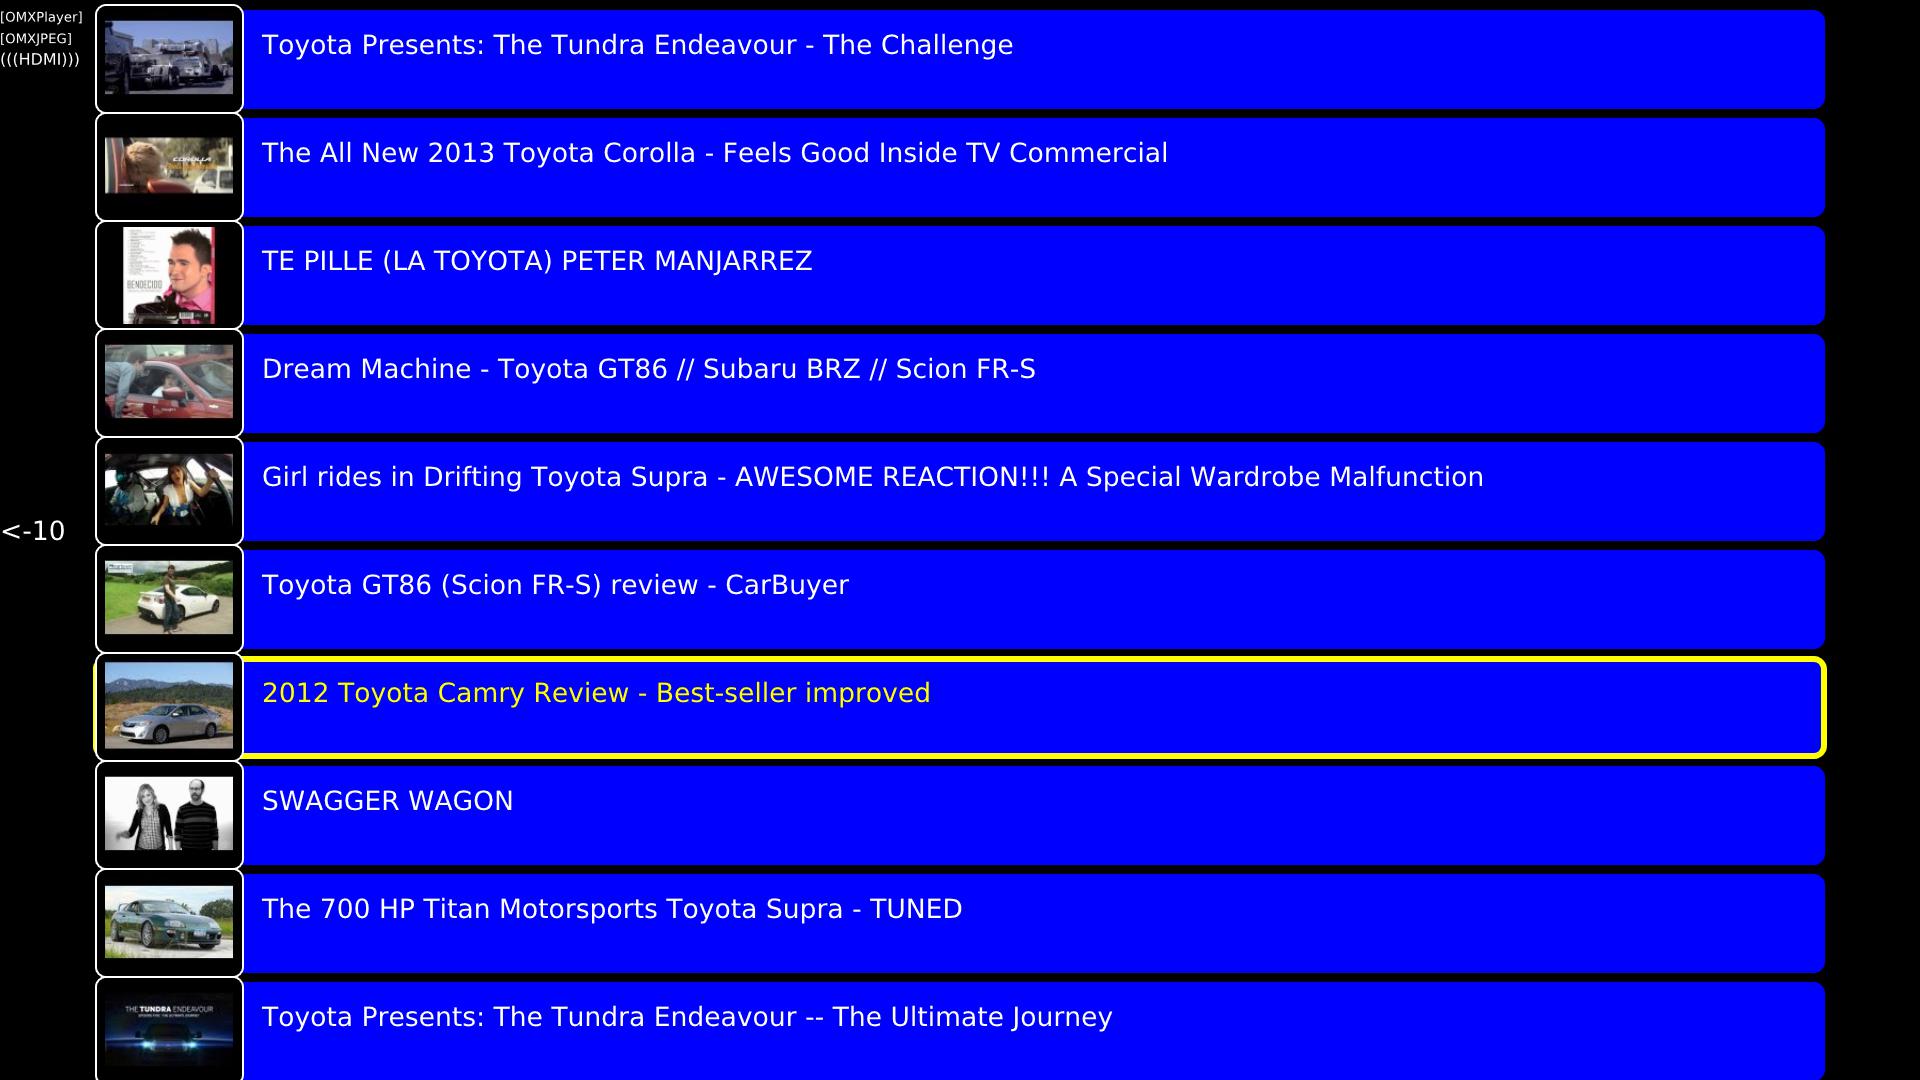 [OMXPlayer]
[OMXJPEG]
(((HDMI)))
Toyota Presents: The Tundra Endeavour - The Challenge
COROLLA
The All New 2013 Toyota Corolla - Feels Good Inside TV Commercial
BENDECIDO
TE PILLE (LA TOYOTA) PETER MANJARREZ
Dream Machine - Toyota GT86 // Subaru BRZ // Scion FR-S
Girl rides in Drifting Toyota Supra - AWESOME REACTION!!! A Special Wardrobe Malfunction
<-10
Toyota GT86 (Scion FR-S) review - CarBuyer
2012 Toyota Camry Review - Best-seller improved
SWAGGER WAGON
The 700 HP Titan Motorsports Toyota Supra - TUNED
THE TUNDRA ENDEAVOUR
Toyota Presents: The Tundra Endeavour -- The Ultimate Journey